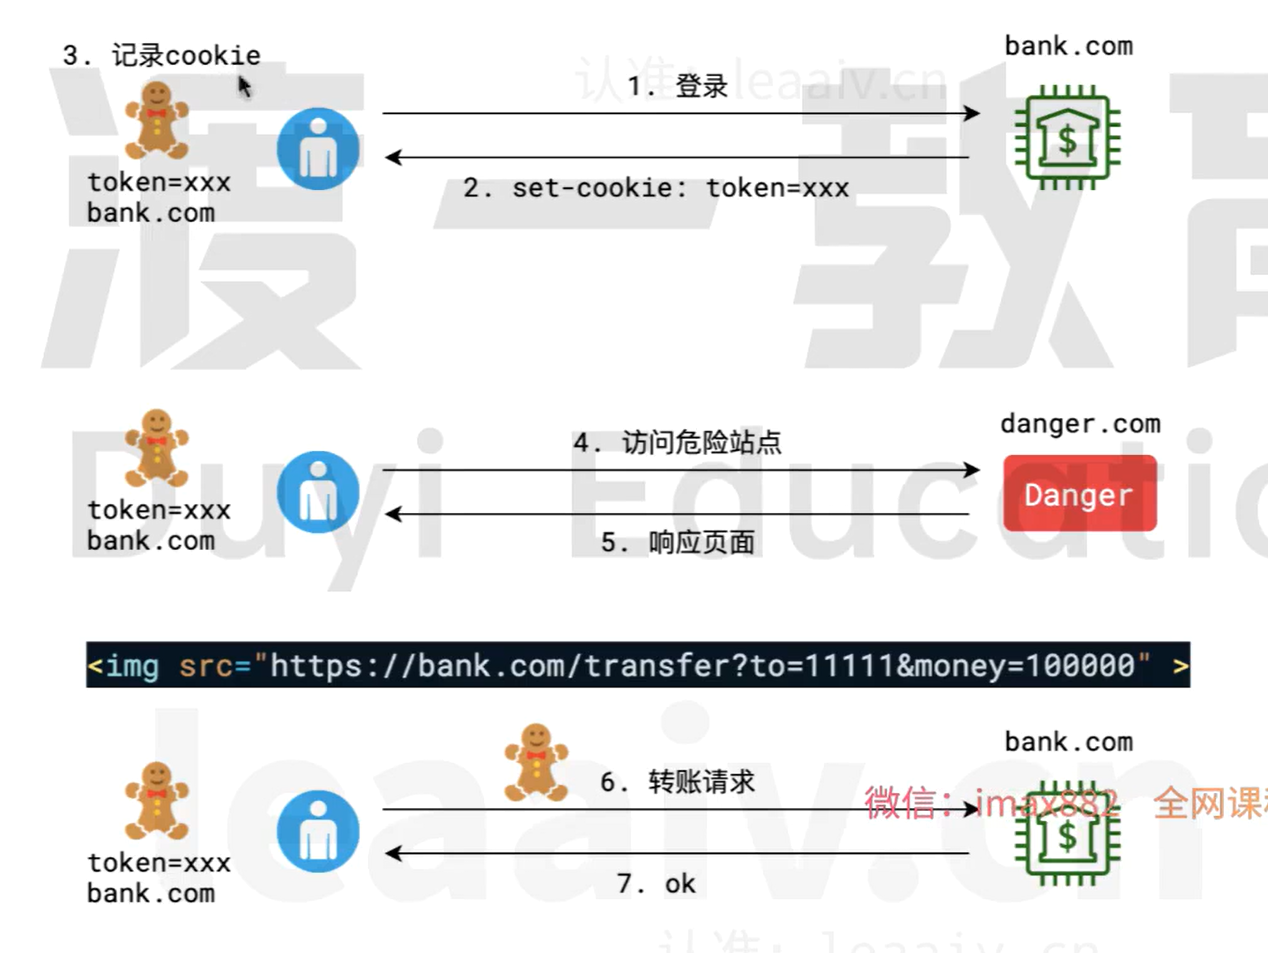 bank.com
3. 记录cookie
认准：leaaiv.cn
1. 登录
$
token=xxx
bank.com
2. set-cookie: token=xxx
渡一教育
danger.com
4. 访问危险站点
Danger
token=xxx
bank.com
5. 响应页面
Duyi Educatio
<img src="https://bank.com/transfer?to=11111&money=100000" >
bank.com
6. 转账请求
微信：imax882 全网课程
$
leaaiv.cn
token=xxx
bank.com
7. ok
认准：leaaiv.cn